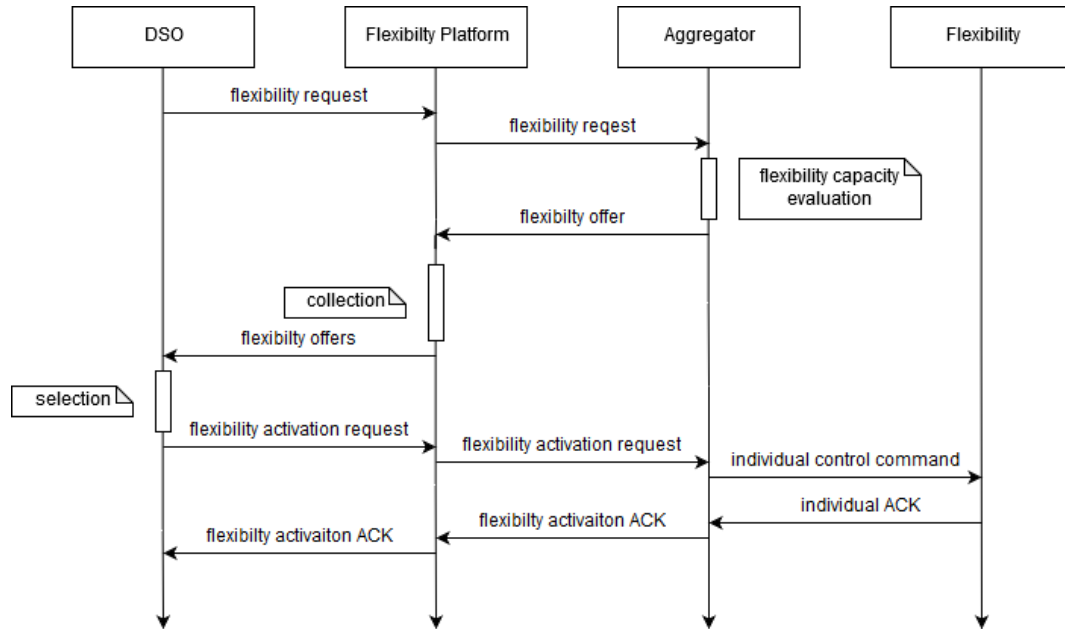 DSO
Flexibilty Platform
Aggregator
Flexibility
flexibility request
flexibility reqest
flexibility capacity
evaluation
flexibilty offer
collection
flexibilty offers
selection
flexibility activation request
flexibility activation request
individual control command
individual ACK
flexibilty activaiton ACK
flexibilty activaiton ACK